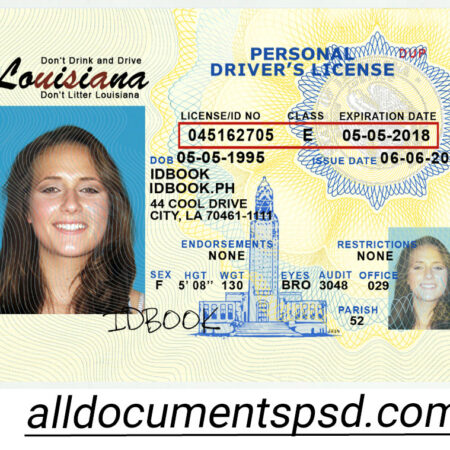 Don't Drink and Drive
Louisiana
Don't Litter Louisiana
PERSONAL
DRIVER'S LICENSE
DUP
LICENSE/ID NO CLASS EXPIRATION DATE
045162705 E 05-05-2018
DOB 05-05-1995 ISSUE DATE 06-06-20
IDBOOK
IDBOOK.PH
44 COOL DRIVE
CITY, LA 70461-1111
ENDORSEMENTS RESTRICTIONS
NONE NONE
SEX HGT WGT EYES AUDIT OFFICE
F 5' 08" 130 BRO 3048 029
PARISH
52
IDBOOK
alldocumentspsd.com